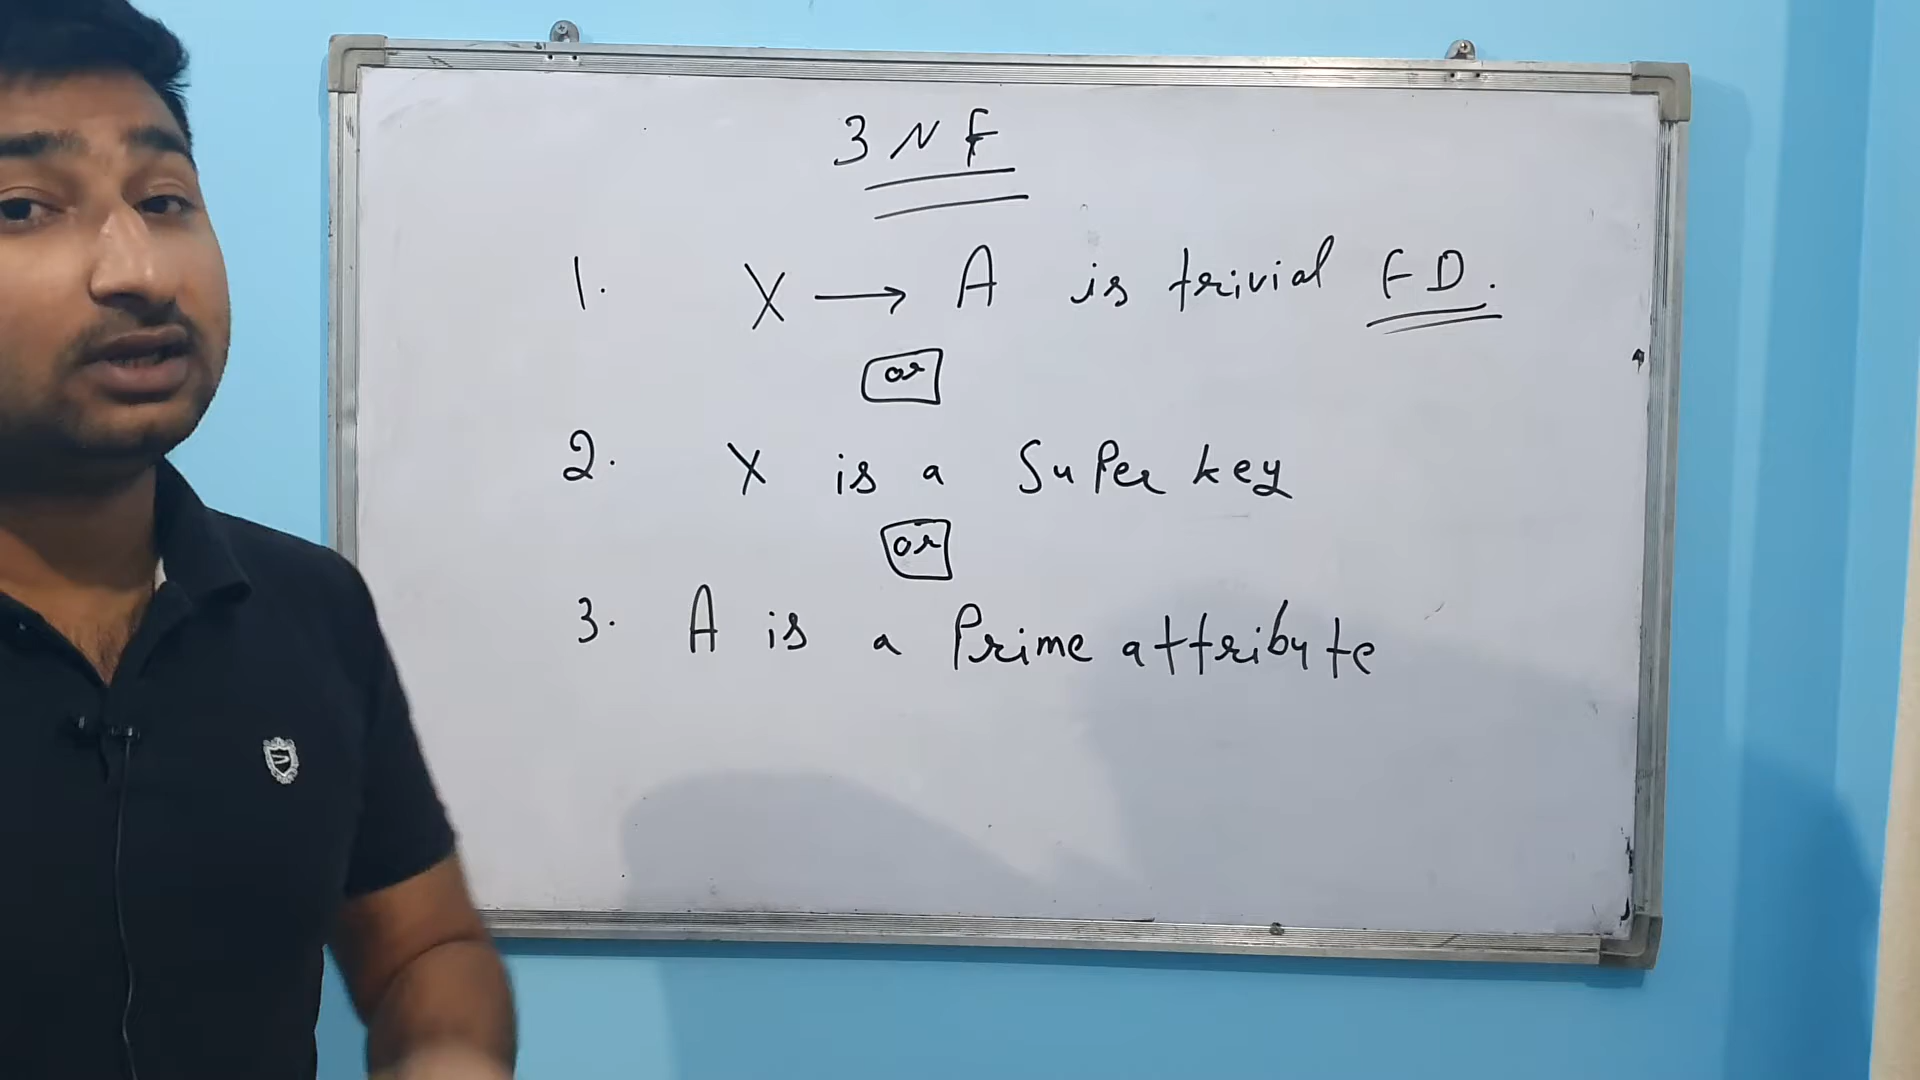 3NF
1. X → A is trivial FD.
or
2. X is a Super key
or
3. A is a Prime attribute